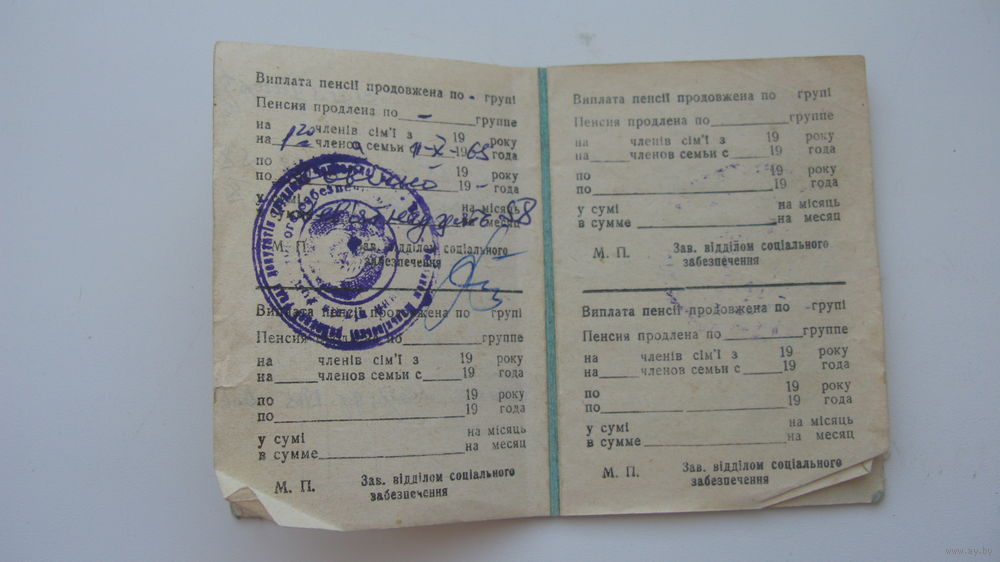 Виплата пенсії продовжена по - групі
Пенсия продлена по - группе
на членів сім'ї з 19 року
на членов семьи с 11-X-1965 года
по 19 року
по 19 - года
у на місяць
на месяц
М. П. Зав. відділом соціального
забезпечення
Виплата пенсії продовжена по групі
Пенсия продлена по группе
на членів сім'ї з 19 року
на членов семьи с 19 года
по 19 року
по 19 года
у сумі на місяць
в сумме на месяц
М. П. Зав. відділом соціального
забезпечення
Виплата пенсії продовжена по групі
Пенсия продлена по группе
на членів сім'ї з 19 року
на членов семьи с 19 года
по 19 року
по 19 года
у сумі на місяць
в сумме на месяц
М. П. Зав. відділом соціального
забезпечення
Виплата пенсії продовжена по -групі
Пенсия продлена по группе
на членів сім'ї з 19 року
на членов семьи с 19 года
по 19 року
по 19 года
у сумі на місяць
в сумме на месяц
М. П. Зав. відділом соціального
забезпечення
www.ay.by